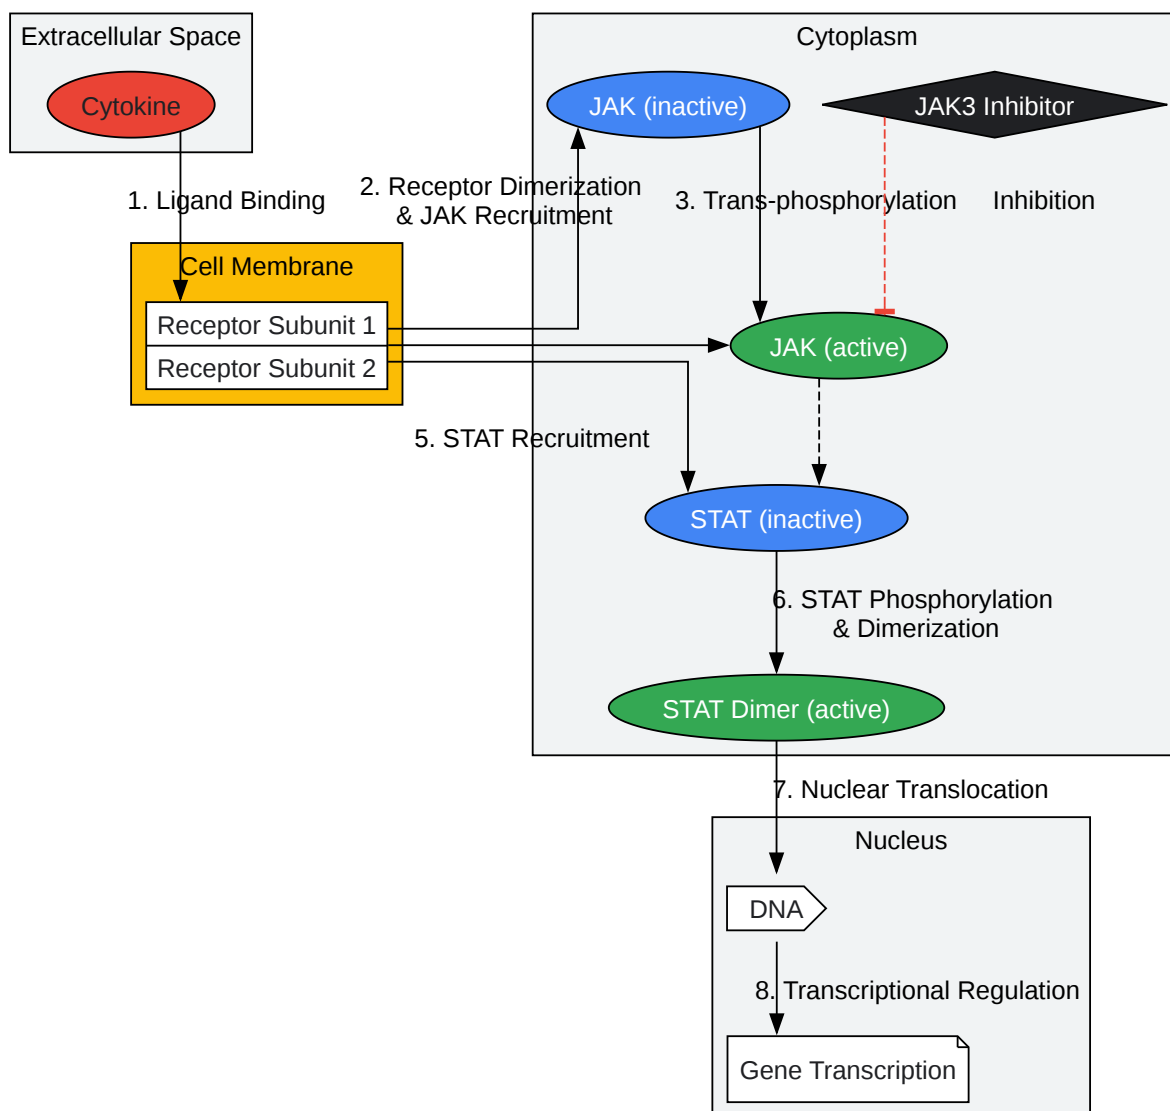 Extracellular Space
Cytoplasm
Cytokine
JAK (inactive)
JAK3 Inhibitor
1. Ligand Binding
2. Receptor Dimerization
& JAK Recruitment
3. Trans-phosphorylation
Inhibition
Cell Membrane
Receptor Subunit 1
Receptor Subunit 2
JAK (active)
5. STAT Recruitment
STAT (inactive)
6. STAT Phosphorylation
& Dimerization
STAT Dimer (active)
7. Nuclear Translocation
Nucleus
DNA
8. Transcriptional Regulation
Gene Transcription